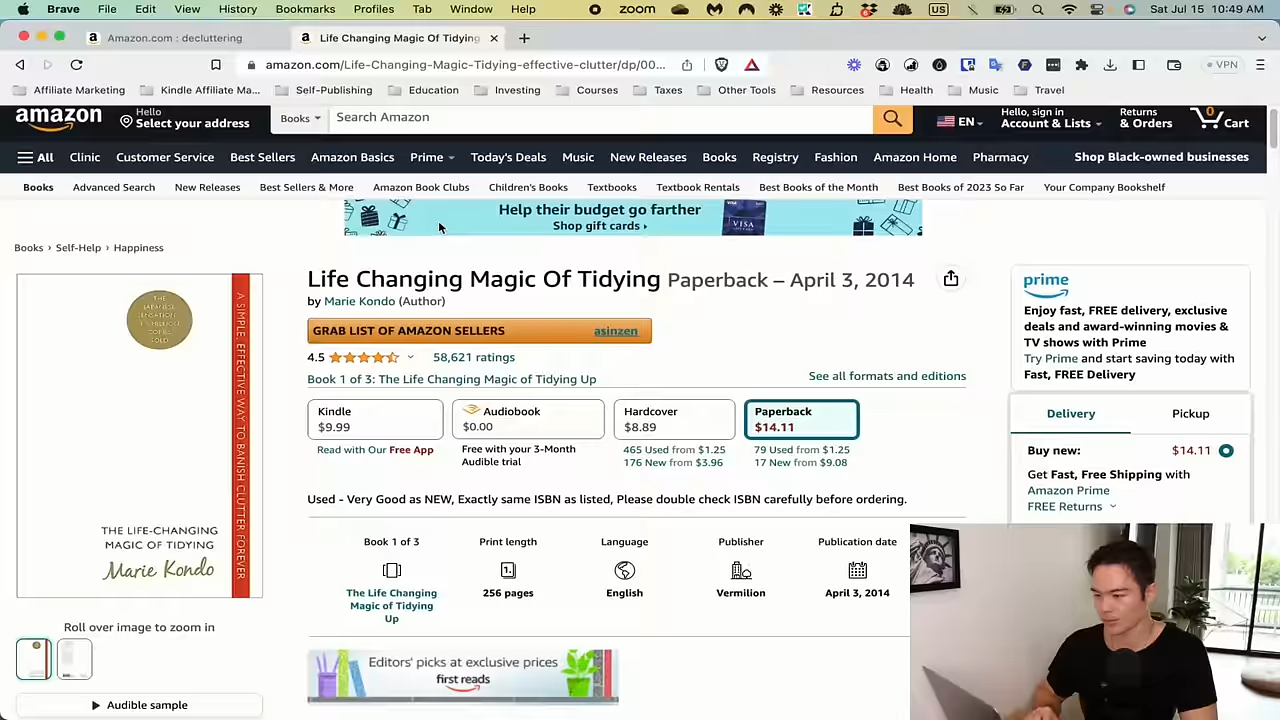 Brave File Edit View History Bookmarks Profiles Tab Window Help zoom US Sat Jul 15 10:49 AM
Amazon.com : decluttering
Life Changing Magic Of Tidying
amazon.com/Life-Changing-Magic-Tidying-effective-clutter/dp/00...
VPN
Affiliate Marketing Kindle Affiliate Ma... Self-Publishing Education Investing Courses Taxes Other Tools Resources Health Music Travel
amazon
Hello
Select your address
Books
Search Amazon
EN
Hello, sign in
Account & Lists
Returns
& Orders
0
Cart
All Clinic Customer Service Best Sellers Amazon Basics Prime Today's Deals Music New Releases Books Registry Fashion Amazon Home Pharmacy Shop Black-owned businesses
Books Advanced Search New Releases Best Sellers & More Amazon Book Clubs Children's Books Textbooks Textbook Rentals Best Books of the Month Best Books of 2023 So Far Your Company Bookshelf
Help their budget go farther
Shop gift cards ›
VISA
Books › Self-Help › Happiness
THE
JAPANESE
SENSATION
SOLD
A SIMPLE, EFFECTIVE WAY TO BANISH CLUTTER FOREVER
THE LIFE-CHANGING
MAGIC OF TIDYING
Marie Kondo
Roll over image to zoom in
Audible sample
Life Changing Magic Of Tidying Paperback – April 3, 2014
by Marie Kondo (Author)
GRAB LIST OF AMAZON SELLERS asinzen
4.5 58,621 ratings
Book 1 of 3: The Life Changing Magic of Tidying Up
See all formats and editions
Kindle
$9.99
Read with Our Free App
Audiobook
$0.00
Free with your 3-Month
Audible trial
Hardcover
$8.89
465 Used from $1.25
176 New from $3.96
Paperback
$14.11
79 Used from $1.25
17 New from $9.08
Used - Very Good as NEW, Exactly same ISBN as listed, Please double check ISBN carefully before ordering.
Book 1 of 3
The Life Changing
Magic of Tidying
Up
Print length
256 pages
Language
English
Publisher
Vermilion
Publication date
April 3, 2014
Editors' picks at exclusive prices
first reads
prime
Enjoy fast, FREE delivery, exclusive
deals and award-winning movies &
TV shows with Prime
Try Prime and start saving today with
Fast, FREE Delivery
Delivery
Pickup
Buy new: $14.11
Get Fast, Free Shipping with
Amazon Prime
FREE Returns